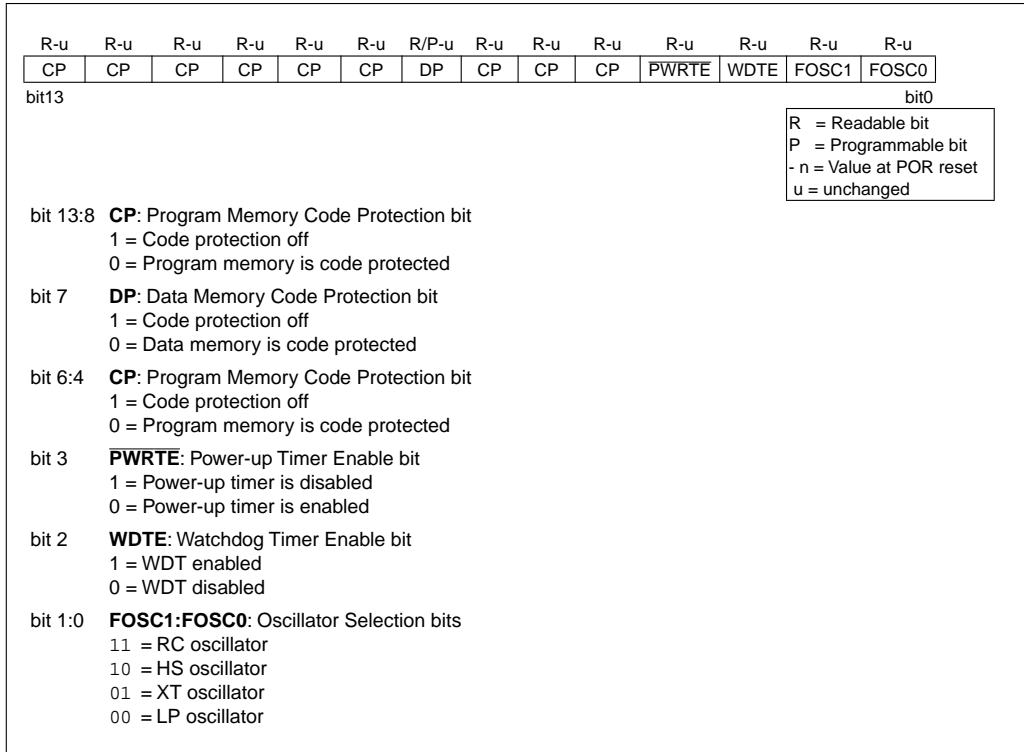 R-u R-u R-u R-u R-u R-u R/P-u R-u R-u R-u R-u R-u R-u R-u
CP CP CP CP CP CP DP CP CP CP PWRTE WDTE FOSC1 FOSC0
bit13 bit0
R = Readable bit
P = Programmable bit
- n = Value at POR reset
u = unchanged
bit 13:8 CP: Program Memory Code Protection bit
1 = Code protection off
0 = Program memory is code protected
bit 7 DP: Data Memory Code Protection bit
1 = Code protection off
0 = Data memory is code protected
bit 6:4 CP: Program Memory Code Protection bit
1 = Code protection off
0 = Program memory is code protected
bit 3 PWRTE: Power-up Timer Enable bit
1 = Power-up timer is disabled
0 = Power-up timer is enabled
bit 2 WDTE: Watchdog Timer Enable bit
1 = WDT enabled
0 = WDT disabled
bit 1:0 FOSC1:FOSC0: Oscillator Selection bits
11 = RC oscillator
10 = HS oscillator
01 = XT oscillator
00 = LP oscillator